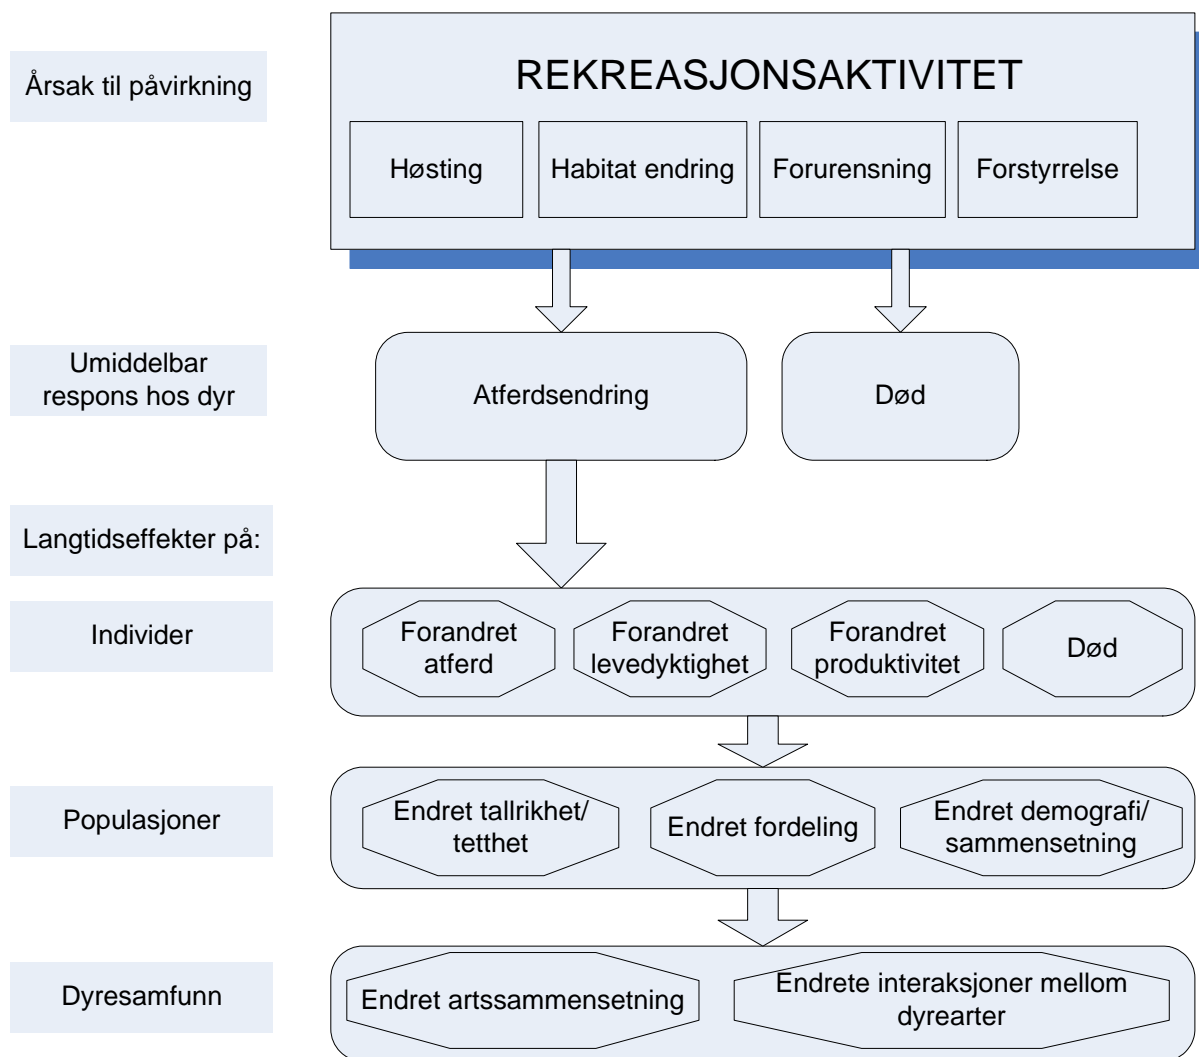 Årsak til påvirkning
REKREASJONSAKTIVITET
Høsting
Habitat endring
Forurensning
Forstyrrelse
Umiddelbar
respons hos dyr
Atferdsendring
Død
Langtidseffekter på:
Individer
Forandret
atferd
Forandret
levedyktighet
Forandret
produktivitet
Død
Populasjoner
Endret tallrikhet/
tetthet
Endret fordeling
Endret demografi/
sammensetning
Dyresamfunn
Endret artssammensetning
Endrete interaksjoner mellom
dyrearter